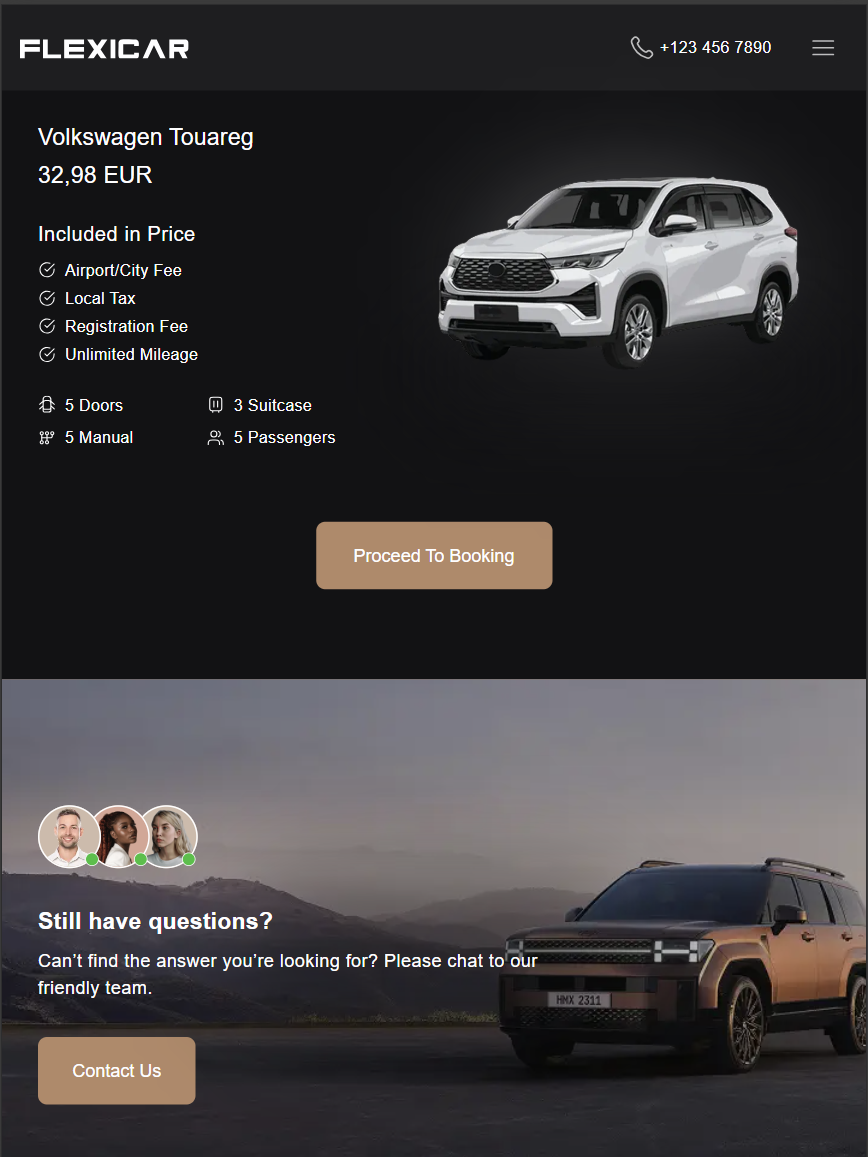 FLEXICAR
+123 456 7890
Volkswagen Touareg
32,98 EUR
Included in Price
Airport/City Fee
Local Tax
Registration Fee
Unlimited Mileage
5 Doors
3 Suitcase
5 Manual
5 Passengers
Proceed To Booking
Still have questions?
Can’t find the answer you’re looking for? Please chat to our
friendly team.
HMX 2311
Contact Us